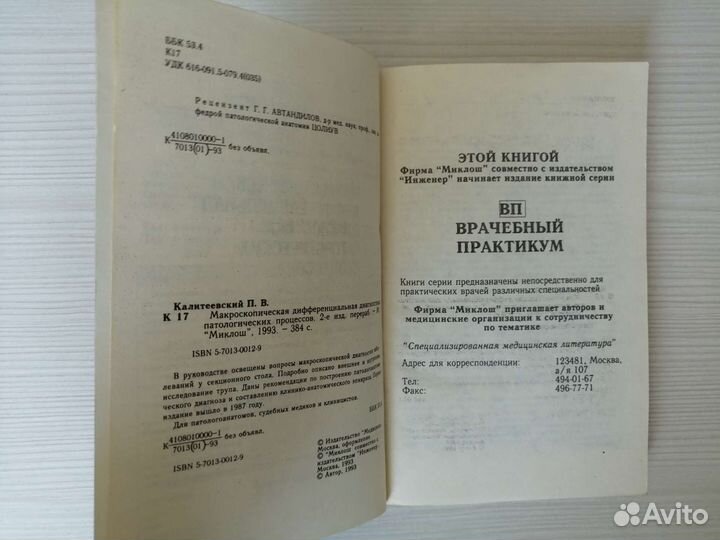 ББК 53.4
К17
УДК 616-091.5-079.4(035)
Рецензент Г. Г. АВТАНДИЛОВ, д-р мед. наук, проф., зав.
федрой патологической анатомии ЦОЛИУВ
К 4108010000-1
7013(01)-93 без объявл.
Калитеевский П. В.
К 17 Макроскопическая дифференциальная диагностика
патологических процессов. 2-е изд. перераб.
"Миклош", 1993. – 384 с.
ISBN 5-7013-0012-9
В руководстве освещены вопросы макроскопической диагностики
леваний у секционного стола. Подробно описано внешнее и
исследование трупа. Даны рекомендации по построению
ческого диагноза и составлению клинико-анатомического эпикриза.
издание вышло в 1987 году.
Для патологоанатомов, судебных медиков и клиницистов.
К 4108010000-1
7013(01)-93 без объявл.
ISBN 5-7013-0012-9
© Издательство
Москва, оформление
© "Миклош" совместно с
издательством "Инженер",
Москва, 1993
© Автор, 1993
ЭТОЙ КНИГОЙ
Фирма "Миклош" совместно с издательством
"Инженер" начинает издание книжной серии
ВП
ВРАЧЕБНЫЙ
ПРАКТИКУМ
Книги серии предназначены непосредственно для
практических врачей различных специальностей
Фирма "Миклош" приглашает авторов и
медицинские организации к сотрудничеству
по тематике
"Специализированная медицинская литература"
Адрес для корреспонденции: 123481, Москва,
а/я 107
Тел: 494-01-67
Факс: 496-77-71
Avito